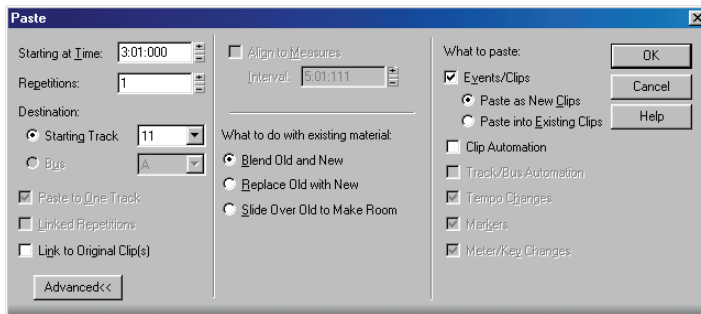 Paste
Starting at Time: 3:01:000
Repetitions: 1
Destination:
Starting Track 11
Bus A
Paste to One Track
Linked Repetitions
Link to Original Clip(s)
Advanced<<
Align to Measures
Interval: 5:01:111
What to do with existing material:
Blend Old and New
Replace Old with New
Slide Over Old to Make Room
What to paste:
Events/Clips
Paste as New Clips
Paste into Existing Clips
Clip Automation
Track/Bus Automation
Tempo Changes
Markers
Meter/Key Changes
OK
Cancel
Help